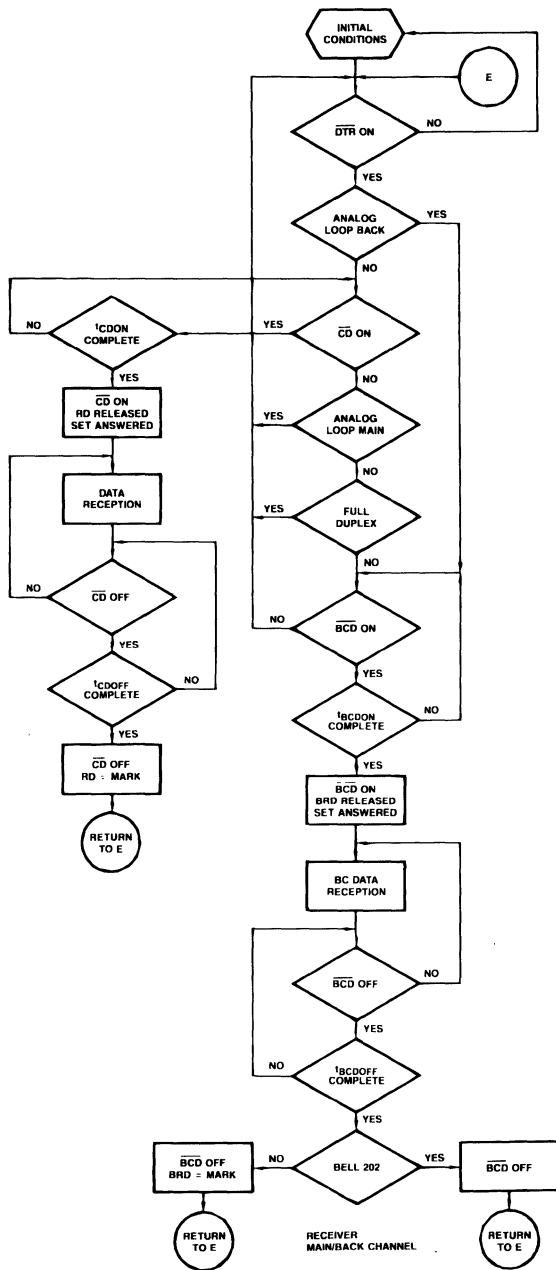 INITIAL
CONDITIONS
E
DTR ON
NO
YES
ANALOG
LOOP BACK
YES
NO
tCDON
COMPLETE
NO
YES
CD ON
YES
NO
CD ON
RD RELEASED
SET ANSWERED
ANALOG
LOOP MAIN
YES
NO
DATA
RECEPTION
FULL
DUPLEX
YES
NO
CD OFF
NO
YES
BCD ON
NO
YES
tCDOFF
COMPLETE
NO
YES
tBCDON
COMPLETE
NO
YES
CD OFF
RD = MARK
BCD ON
BRD RELEASED
SET ANSWERED
RETURN
TO E
BC DATA
RECEPTION
BCD OFF
NO
YES
tBCDOFF
COMPLETE
NO
YES
BCD OFF
BRD = MARK
NO
BELL 202
YES
BCD OFF
RETURN
TO E
RECEIVER
MAIN/BACK CHANNEL
RETURN
TO E